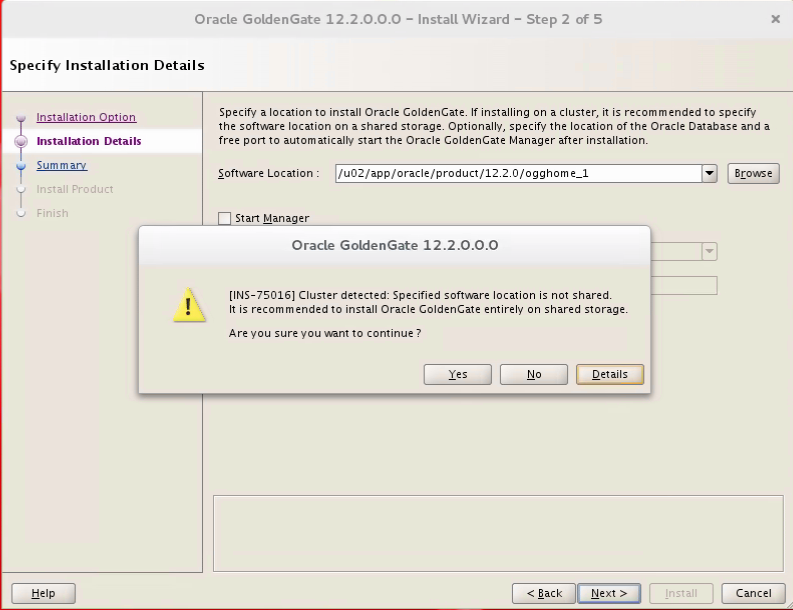 Oracle GoldenGate 12.2.0.0.0 - Install Wizard - Step 2 of 5
Specify Installation Details
Installation Option
Installation Details
Summary
Install Product
Finish
Specify a location to install Oracle GoldenGate. If installing on a cluster, it is recommended to specify
the software location on a shared storage. Optionally, specify the location of the Oracle Database and a
free port to automatically start the Oracle GoldenGate Manager after installation.
Software Location :
/u02/app/oracle/product/12.2.0/ogghome_1
Browse
Start Manager
Oracle GoldenGate 12.2.0.0.0
[INS-75016] Cluster detected: Specified software location is not shared.
It is recommended to install Oracle GoldenGate entirely on shared storage.
Are you sure you want to continue?
Yes
No
Details
Help
< Back
Next >
Install
Cancel